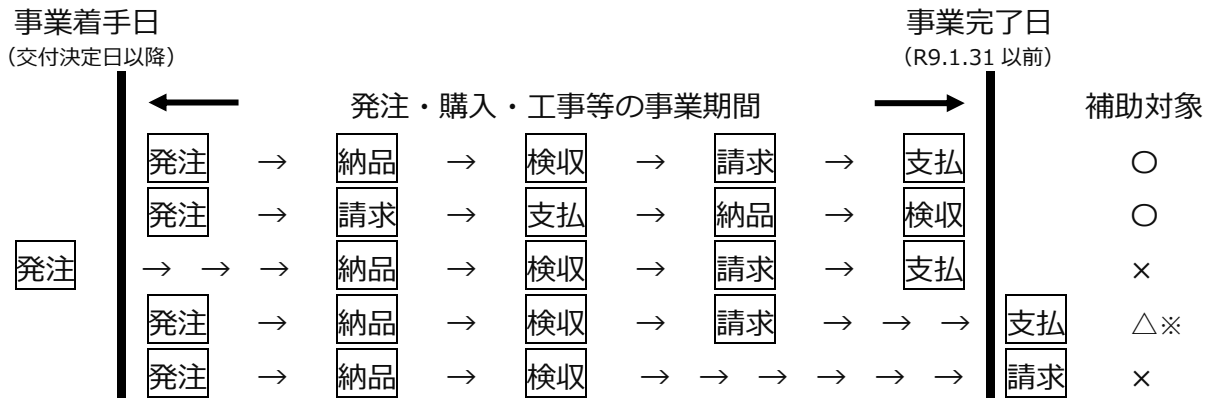 事業着手日 事業完了日
（交付決定日以降） （R9.1.31 以前）
← 発注・購入・工事等の事業期間 → 補助対象
発注 → 納品 → 検収 → 請求 → 支払 〇
発注 → 請求 → 支払 → 納品 → 検収 〇
発注 → → → 納品 → 検収 → 請求 → 支払 ×
発注 → 納品 → 検収 → 請求 → → → 支払 △※
発注 → 納品 → 検収 → → → → → → 請求 ×